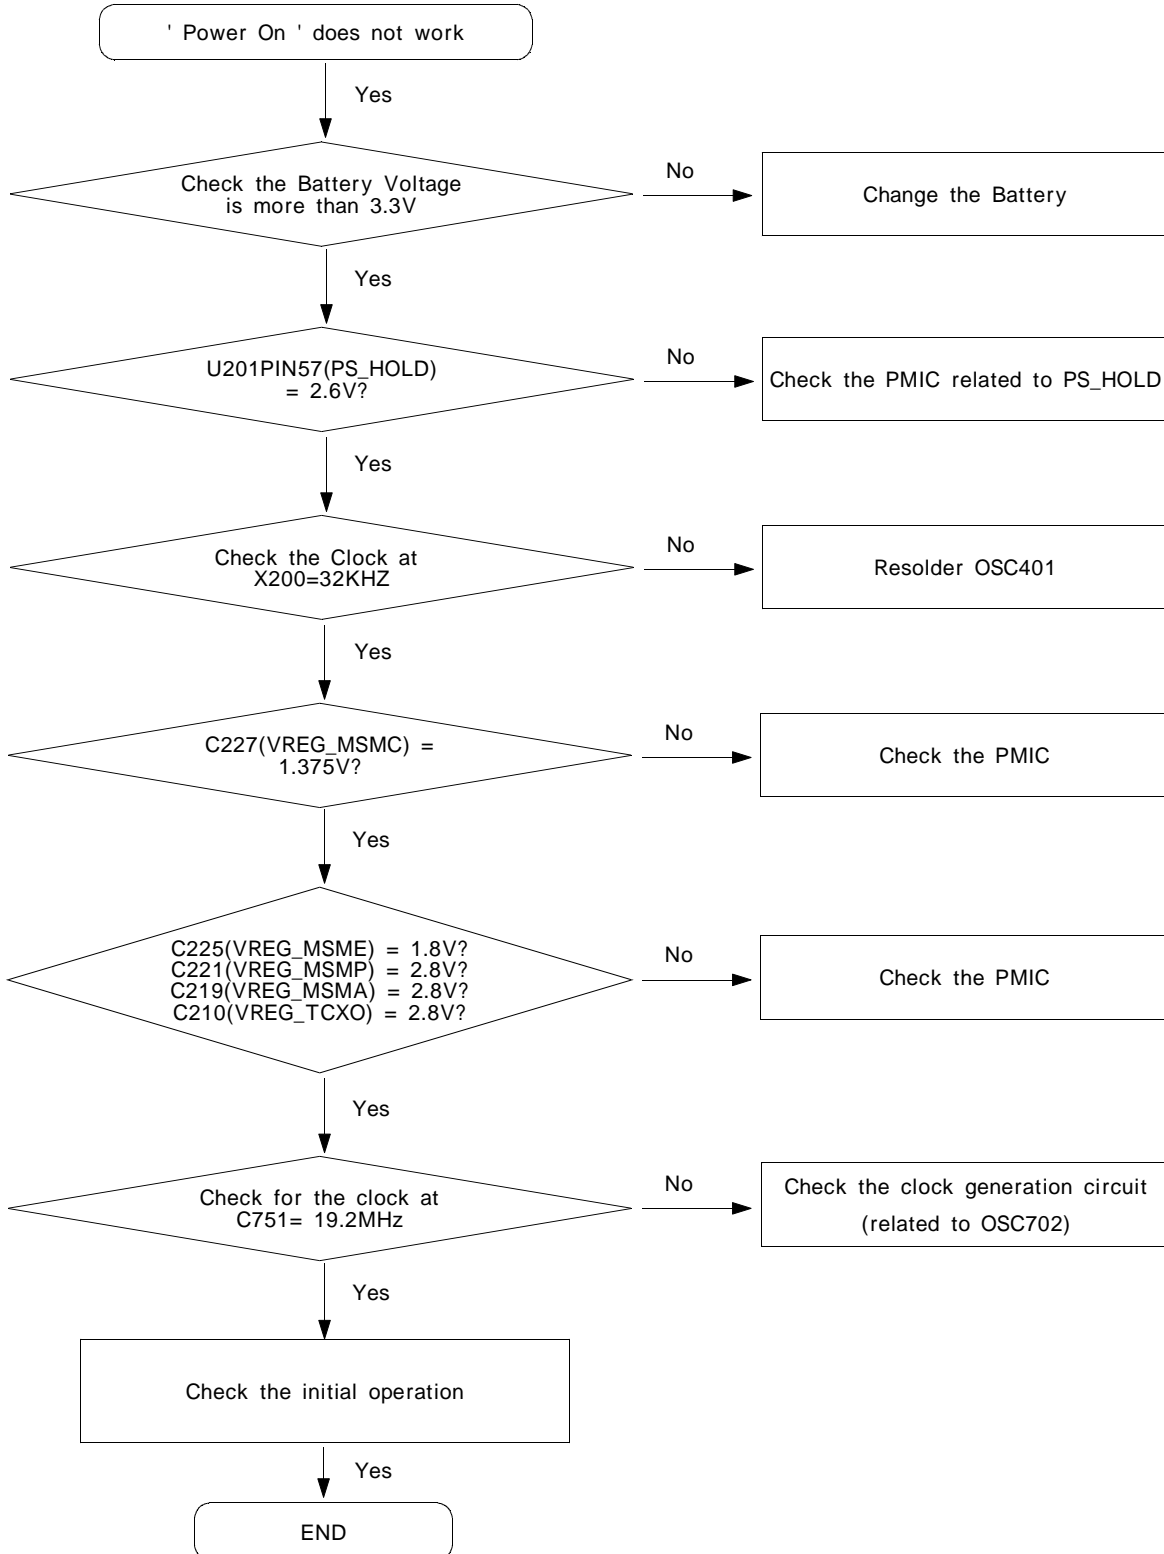 ' Power On ' does not work
Yes
Check the Battery Voltage
is more than 3.3V
No
Change the Battery
Yes
U201PIN57(PS_HOLD)
= 2.6V?
No
Check the PMIC related to PS_HOLD
Yes
Check the Clock at
X200=32KHZ
No
Resolder OSC401
Yes
C227(VREG_MSMC) =
1.375V?
No
Check the PMIC
Yes
C225(VREG_MSME) = 1.8V?
C221(VREG_MSMP) = 2.8V?
C219(VREG_MSMA) = 2.8V?
C210(VREG_TCXO) = 2.8V?
No
Check the PMIC
Yes
Check for the clock at
C751= 19.2MHz
No
Check the clock generation circuit
(related to OSC702)
Yes
Check the initial operation
Yes
END